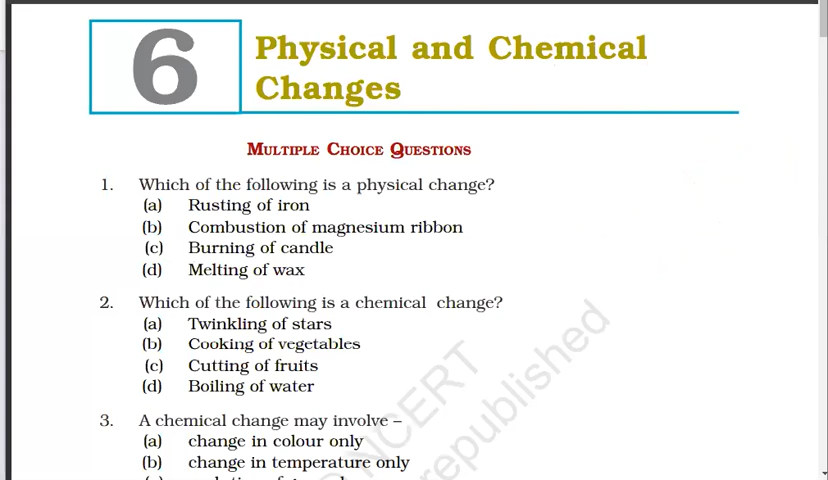 6
Physical and Chemical
Changes
MULTIPLE CHOICE QUESTIONS
1. Which of the following is a physical change?
(a) Rusting of iron
(b) Combustion of magnesium ribbon
(c) Burning of candle
(d) Melting of wax
2. Which of the following is a chemical change?
(a) Twinkling of stars
(b) Cooking of vegetables
(c) Cutting of fruits
(d) Boiling of water
3. A chemical change may involve –
(a) change in colour only
(b) change in temperature only
NCERT
republished